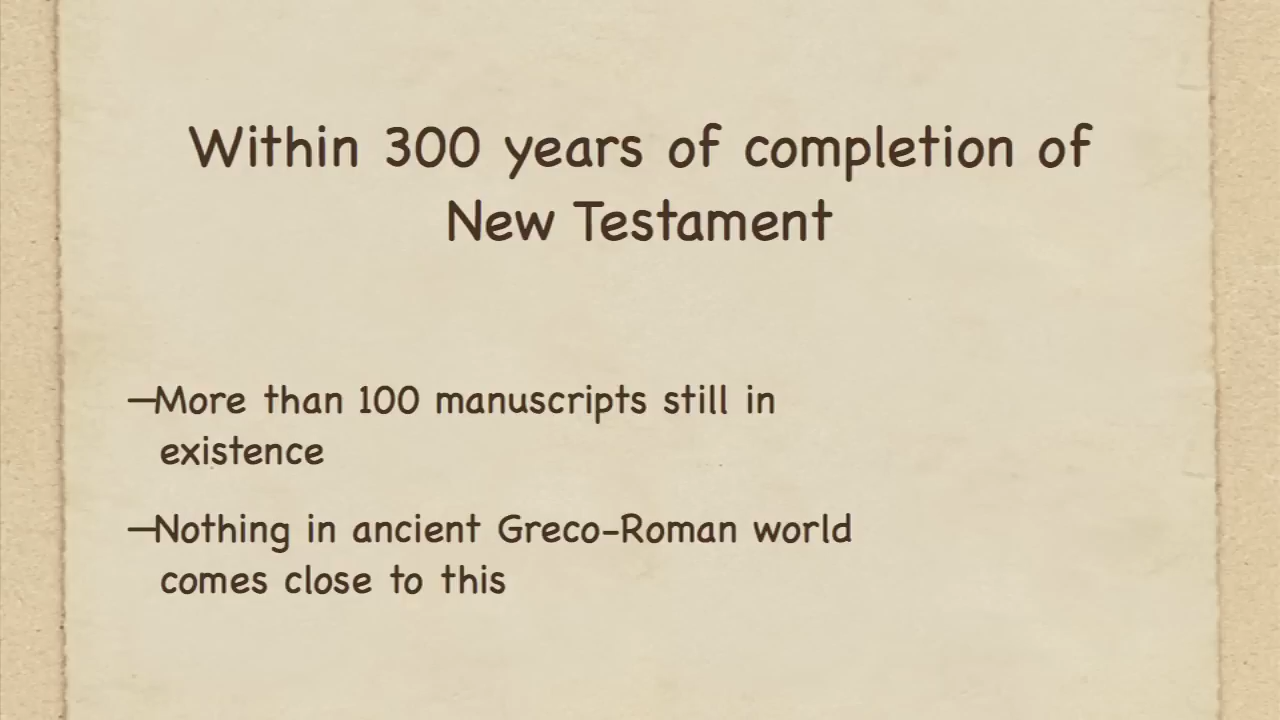 Within 300 years of completion of
New Testament
—More than 100 manuscripts still in
existence
—Nothing in ancient Greco-Roman world
comes close to this